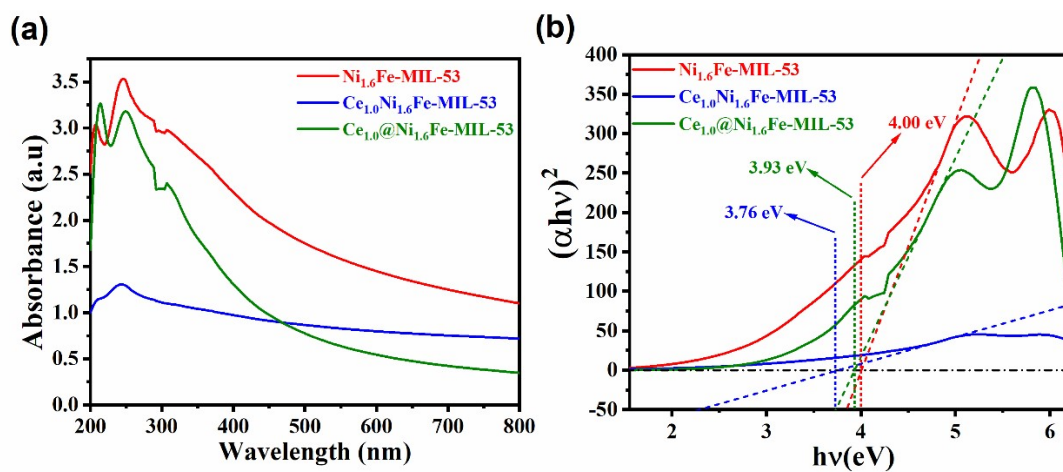 (a)
Absorbance (a.u)
3.5
3.0
2.5
2.0
1.5
1.0
0.5
0.0
Ni₁.₆Fe-MIL-53
Ce₁.₀Ni₁.₆Fe-MIL-53
Ce₁.₀@Ni₁.₆Fe-MIL-53
200 300 400 500 600 700 800
Wavelength (nm)
(b)
(αhν)²
400
350
300
250
200
150
100
50
0
-50
Ni₁.₆Fe-MIL-53
Ce₁.₀Ni₁.₆Fe-MIL-53
Ce₁.₀@Ni₁.₆Fe-MIL-53
4.00 eV
3.93 eV
3.76 eV
2 3 4 5 6
hν(eV)